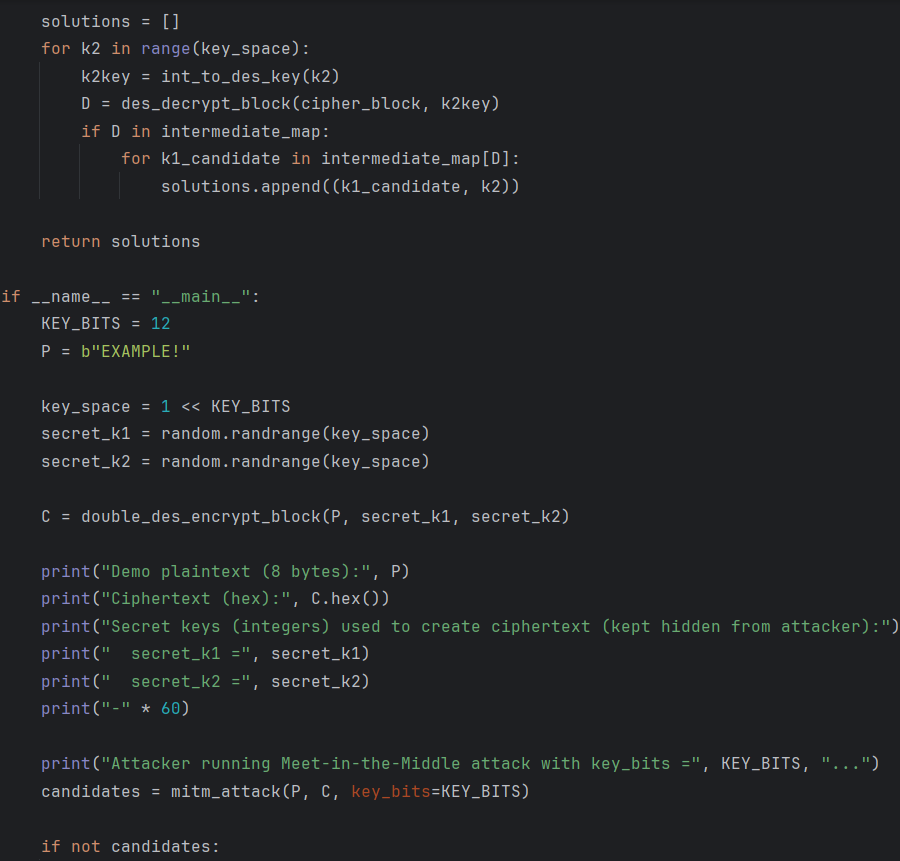 solutions = []
for k2 in range(key_space):
k2key = int_to_des_key(k2)
D = des_decrypt_block(cipher_block, k2key)
if D in intermediate_map:
for k1_candidate in intermediate_map[D]:
solutions.append((k1_candidate, k2))
return solutions
if __name__ == "__main__":
KEY_BITS = 12
P = b"EXAMPLE!"
key_space = 1 << KEY_BITS
secret_k1 = random.randrange(key_space)
secret_k2 = random.randrange(key_space)
C = double_des_encrypt_block(P, secret_k1, secret_k2)
print("Demo plaintext (8 bytes):", P)
print("Ciphertext (hex):", C.hex())
print("Secret keys (integers) used to create ciphertext (kept hidden from attacker):")
print("  secret_k1 =", secret_k1)
print("  secret_k2 =", secret_k2)
print("-" * 60)
print("Attacker running Meet-in-the-Middle attack with key_bits =", KEY_BITS, "...")
candidates = mitm_attack(P, C, key_bits=KEY_BITS)
if not candidates: